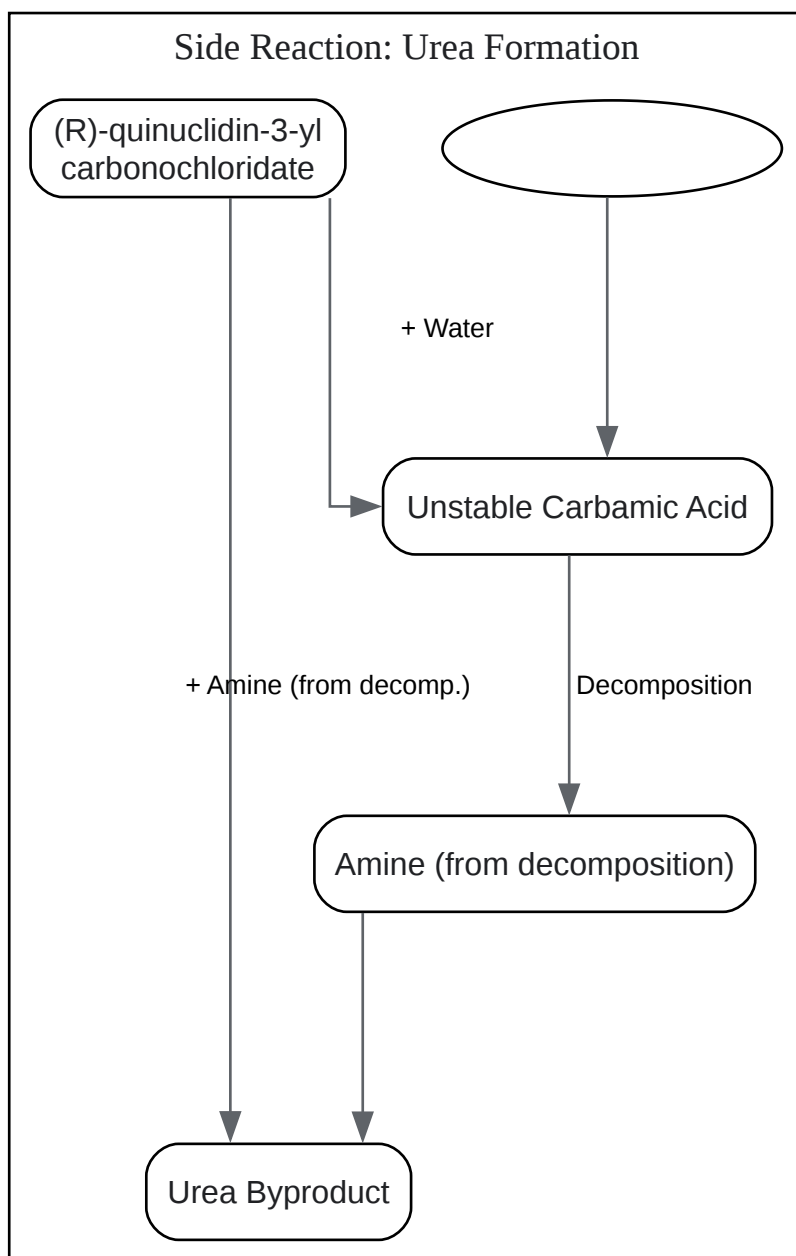 Side Reaction: Urea Formation
(R)-quinuclidin-3-yl
carbonochloridate
+ Water
Unstable Carbamic Acid
+ Amine (from decomp.)
Decomposition
Amine (from decomposition)
Urea Byproduct